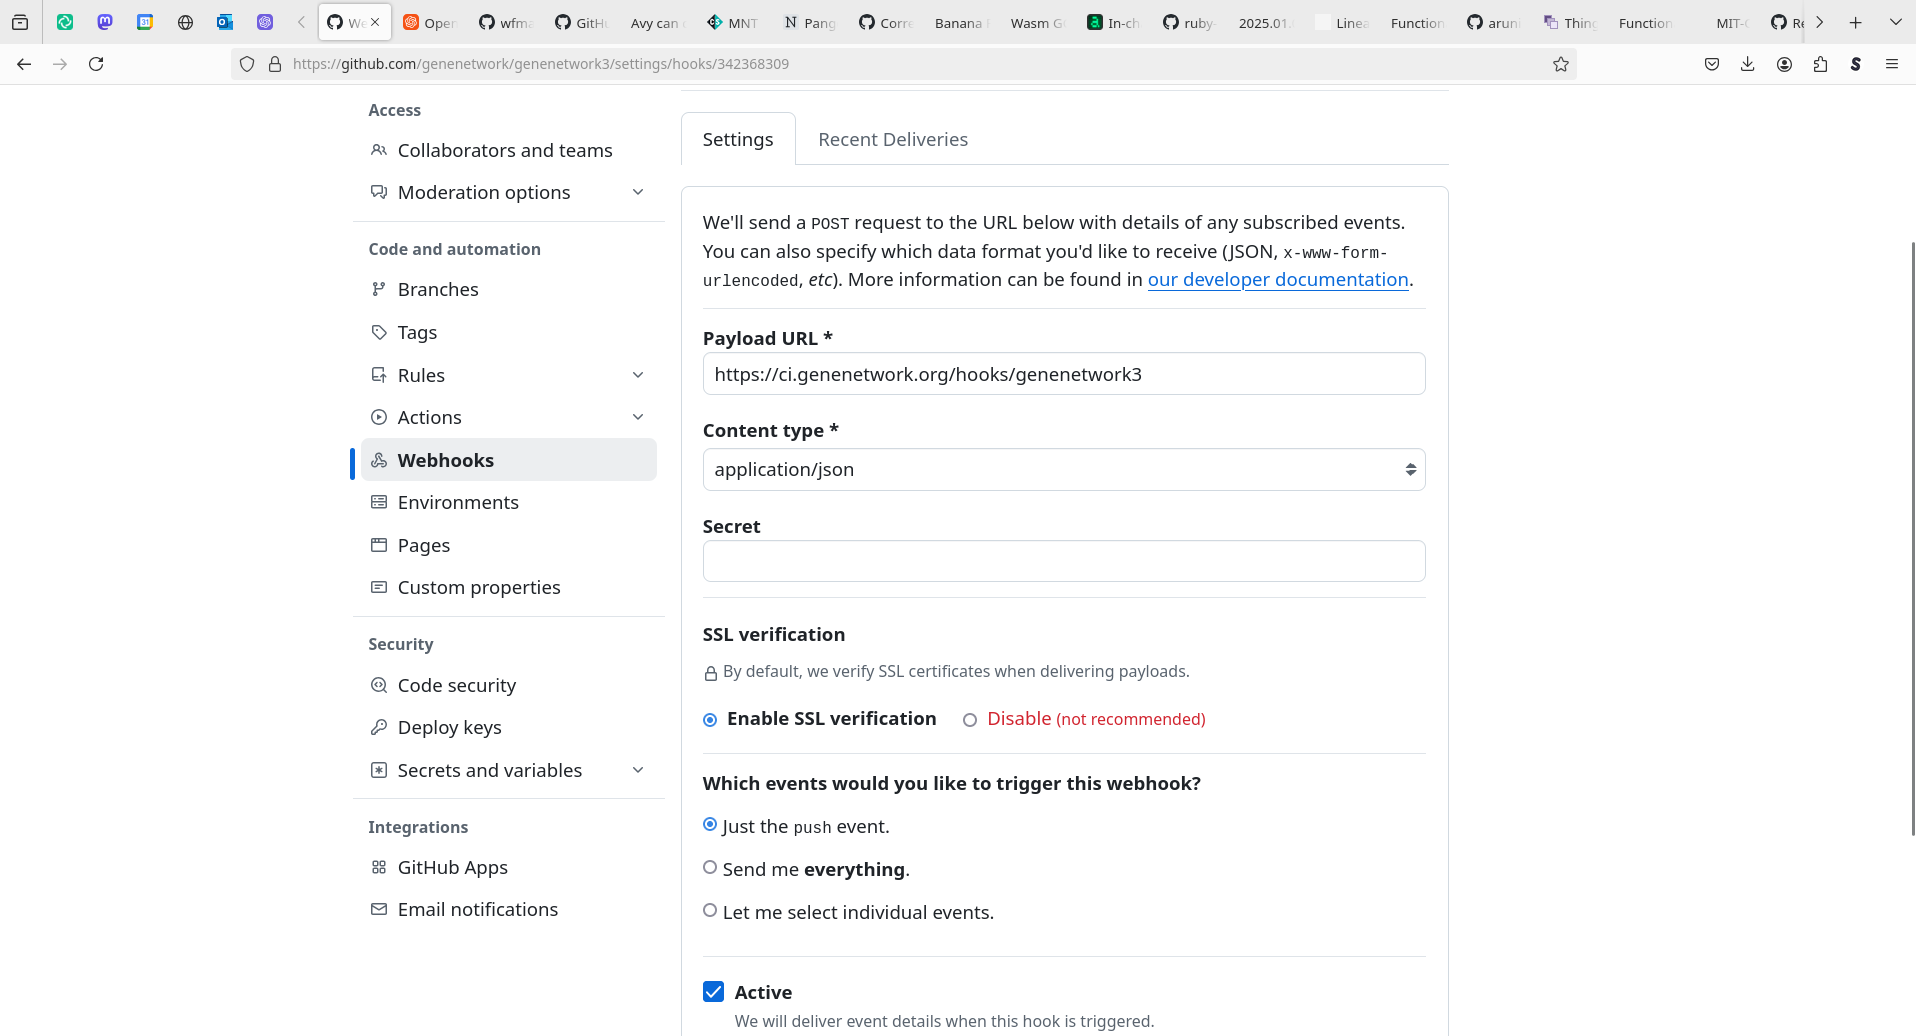 We
Open
wfma
GitHu
Avy can
MNT
Pang
Corre
Banana
Wasm G
In-ch
ruby-
2025.01.
Linea
Function
arun
Thing
Function
MIT-
Re
https://github.com/genenetwork/genenetwork3/settings/hooks/342368309
Access
Collaborators and teams
Moderation options
Code and automation
Branches
Tags
Rules
Actions
Webhooks
Environments
Pages
Custom properties
Security
Code security
Deploy keys
Secrets and variables
Integrations
GitHub Apps
Email notifications
Settings
Recent Deliveries
We'll send a POST request to the URL below with details of any subscribed events.
You can also specify which data format you'd like to receive (JSON, x-www-form-
urlencoded, etc). More information can be found in our developer documentation.
Payload URL *
https://ci.genenetwork.org/hooks/genenetwork3
Content type *
application/json
Secret
SSL verification
By default, we verify SSL certificates when delivering payloads.
Enable SSL verification
Disable (not recommended)
Which events would you like to trigger this webhook?
Just the push event.
Send me everything.
Let me select individual events.
Active
We will deliver event details when this hook is triggered.